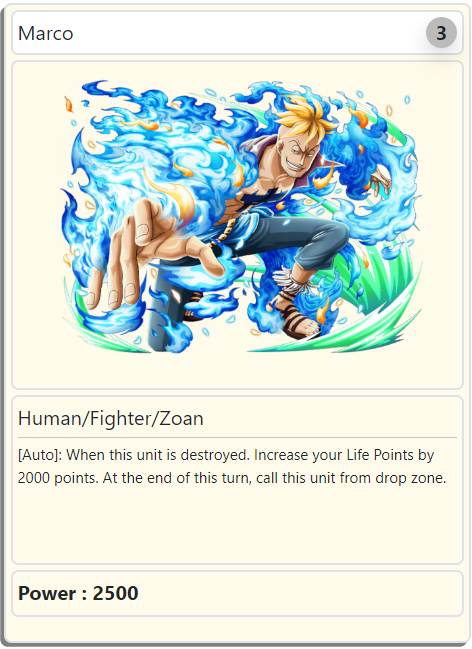 Marco
3
Human/Fighter/Zoan
[Auto]: When this unit is destroyed. Increase your Life Points by
2000 points. At the end of this turn, call this unit from drop zone.
Power : 2500